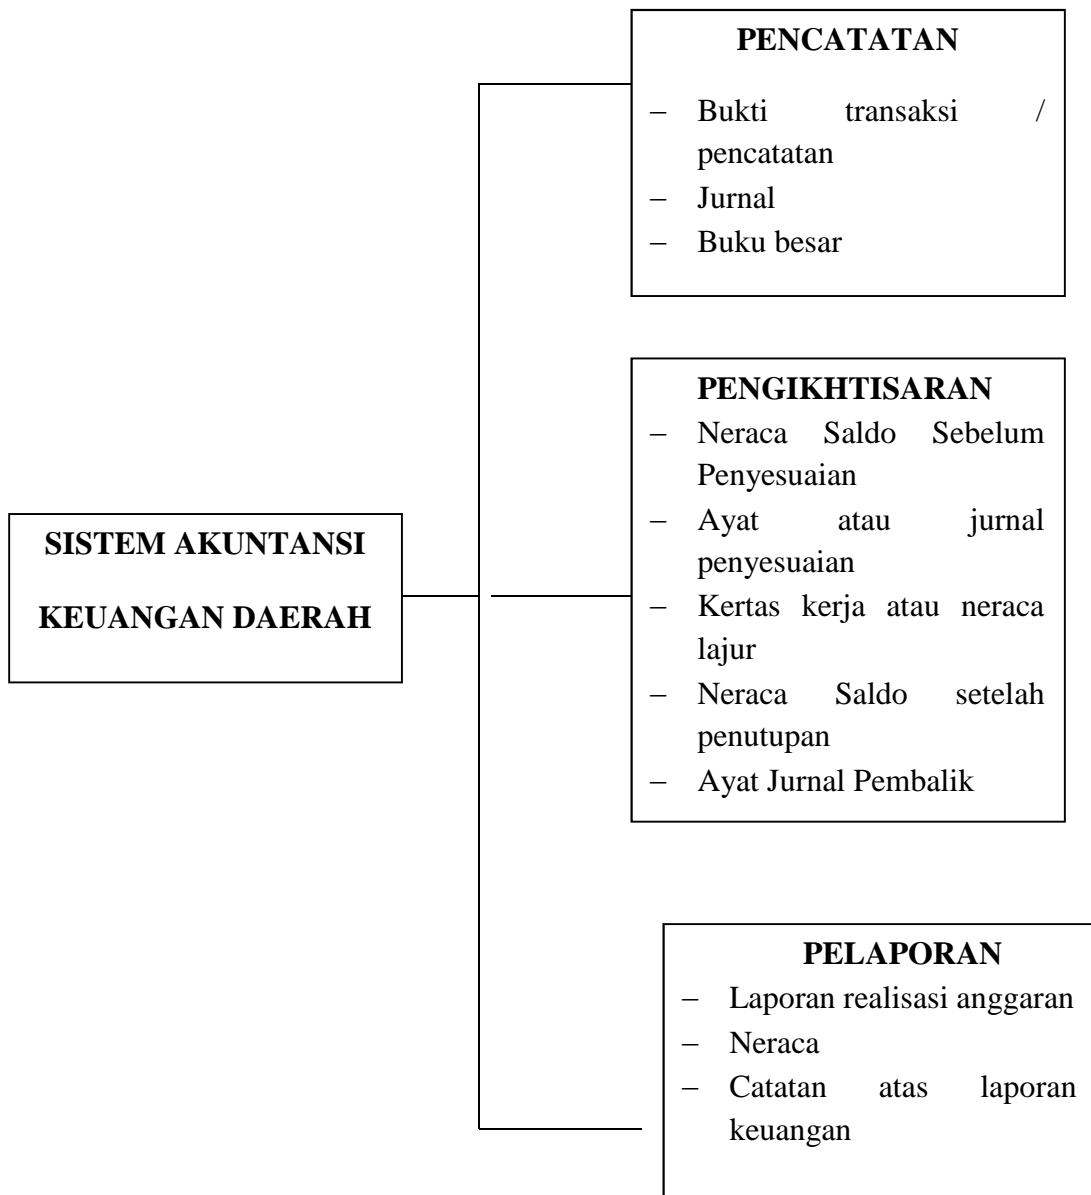 PENCATATAN
– Bukti transaksi /
pencatatan
– Jurnal
– Buku besar
PENGIKHTISARAN
– Neraca Saldo Sebelum
Penyesuaian
– Ayat atau jurnal
penyesuaian
– Kertas kerja atau neraca
lajur
– Neraca Saldo setelah
penutupan
– Ayat Jurnal Pembalik
SISTEM AKUNTANSI
KEUANGAN DAERAH
PELAPORAN
– Laporan realisasi anggaran
– Neraca
– Catatan atas laporan
keuangan